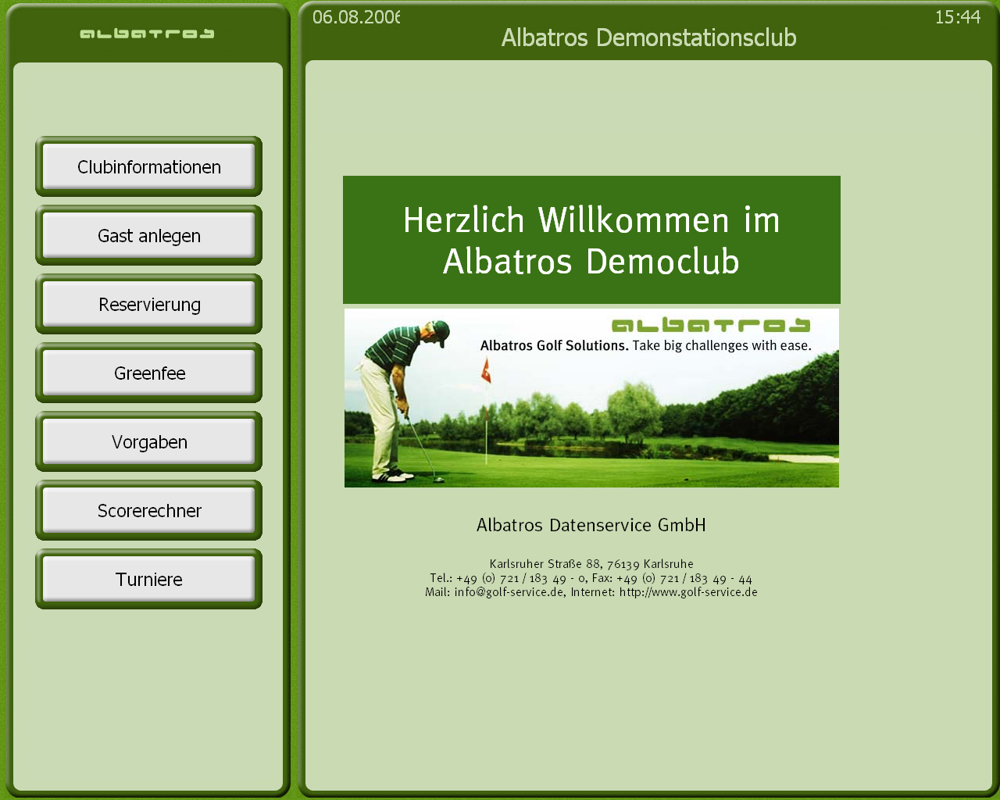 albatros
06.08.2006
15:44
Albatros Demonstationsclub
Clubinformationen
Gast anlegen
Reservierung
Greenfee
Vorgaben
Scorerechner
Turniere
Herzlich Willkommen im
Albatros Democlub
albatros
Albatros Golf Solutions. Take big challenges with ease.
Albatros Datenservice GmbH
Karlsruher Straße 88, 76139 Karlsruhe
Tel.: +49 (0) 721 / 183 49 - 0, Fax: +49 (0) 721 / 183 49 - 44
Mail: info@golf-service.de, Internet: http://www.golf-service.de